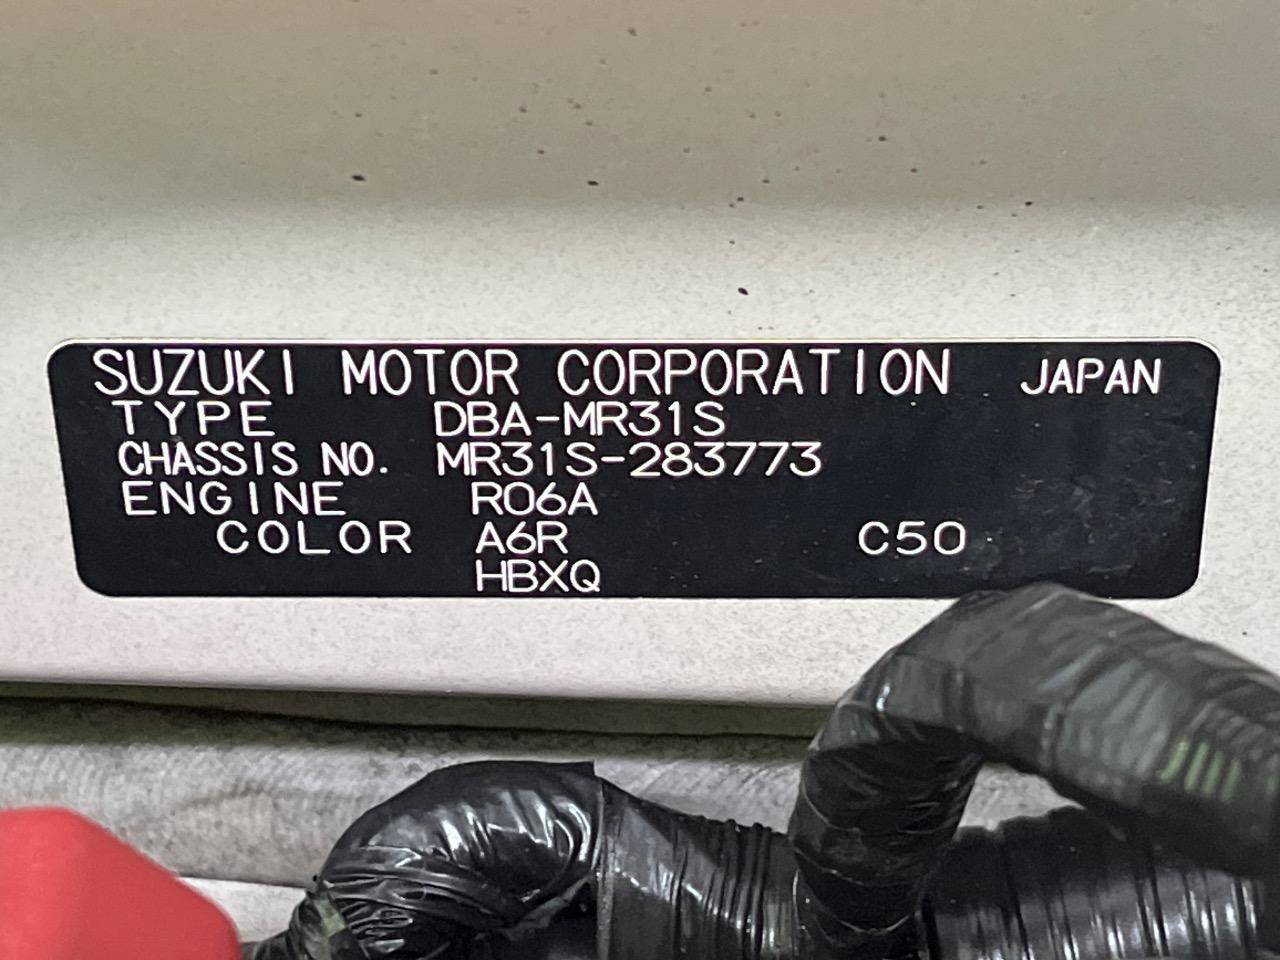 SUZUKI MOTOR CORPORATION JAPAN
TYPE DBA-MR31S
CHASSIS NO. MR31S-283773
ENGINE R06A
COLOR A6R C50
HBXQ